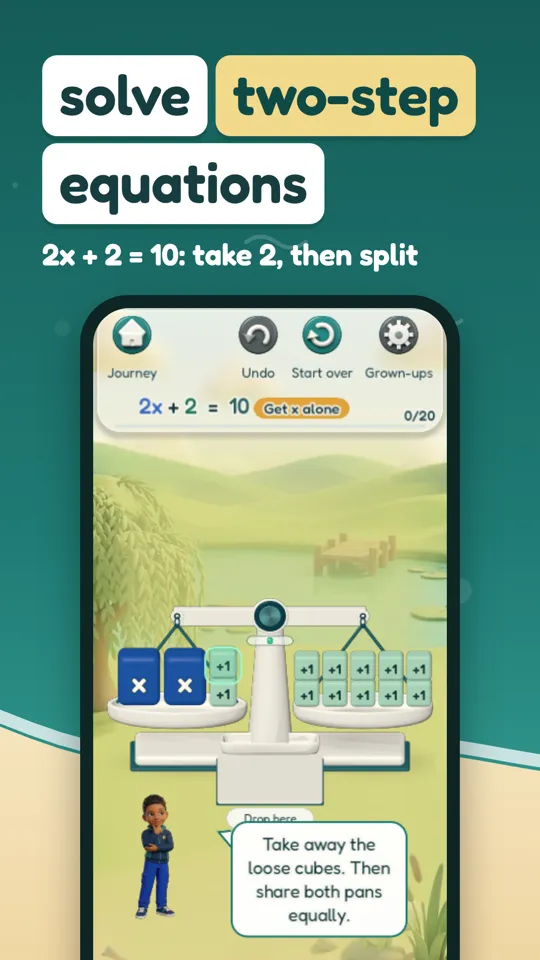 solve two-step
equations
2x + 2 = 10: take 2, then split
Journey Undo Start over Grown-ups
2x + 2 = 10 Get x alone 0/20
x x +1
+1
+1 +1 +1 +1 +1
+1 +1 +1 +1 +1
Drop here
Take away the
loose cubes. Then
share both pans
equally.